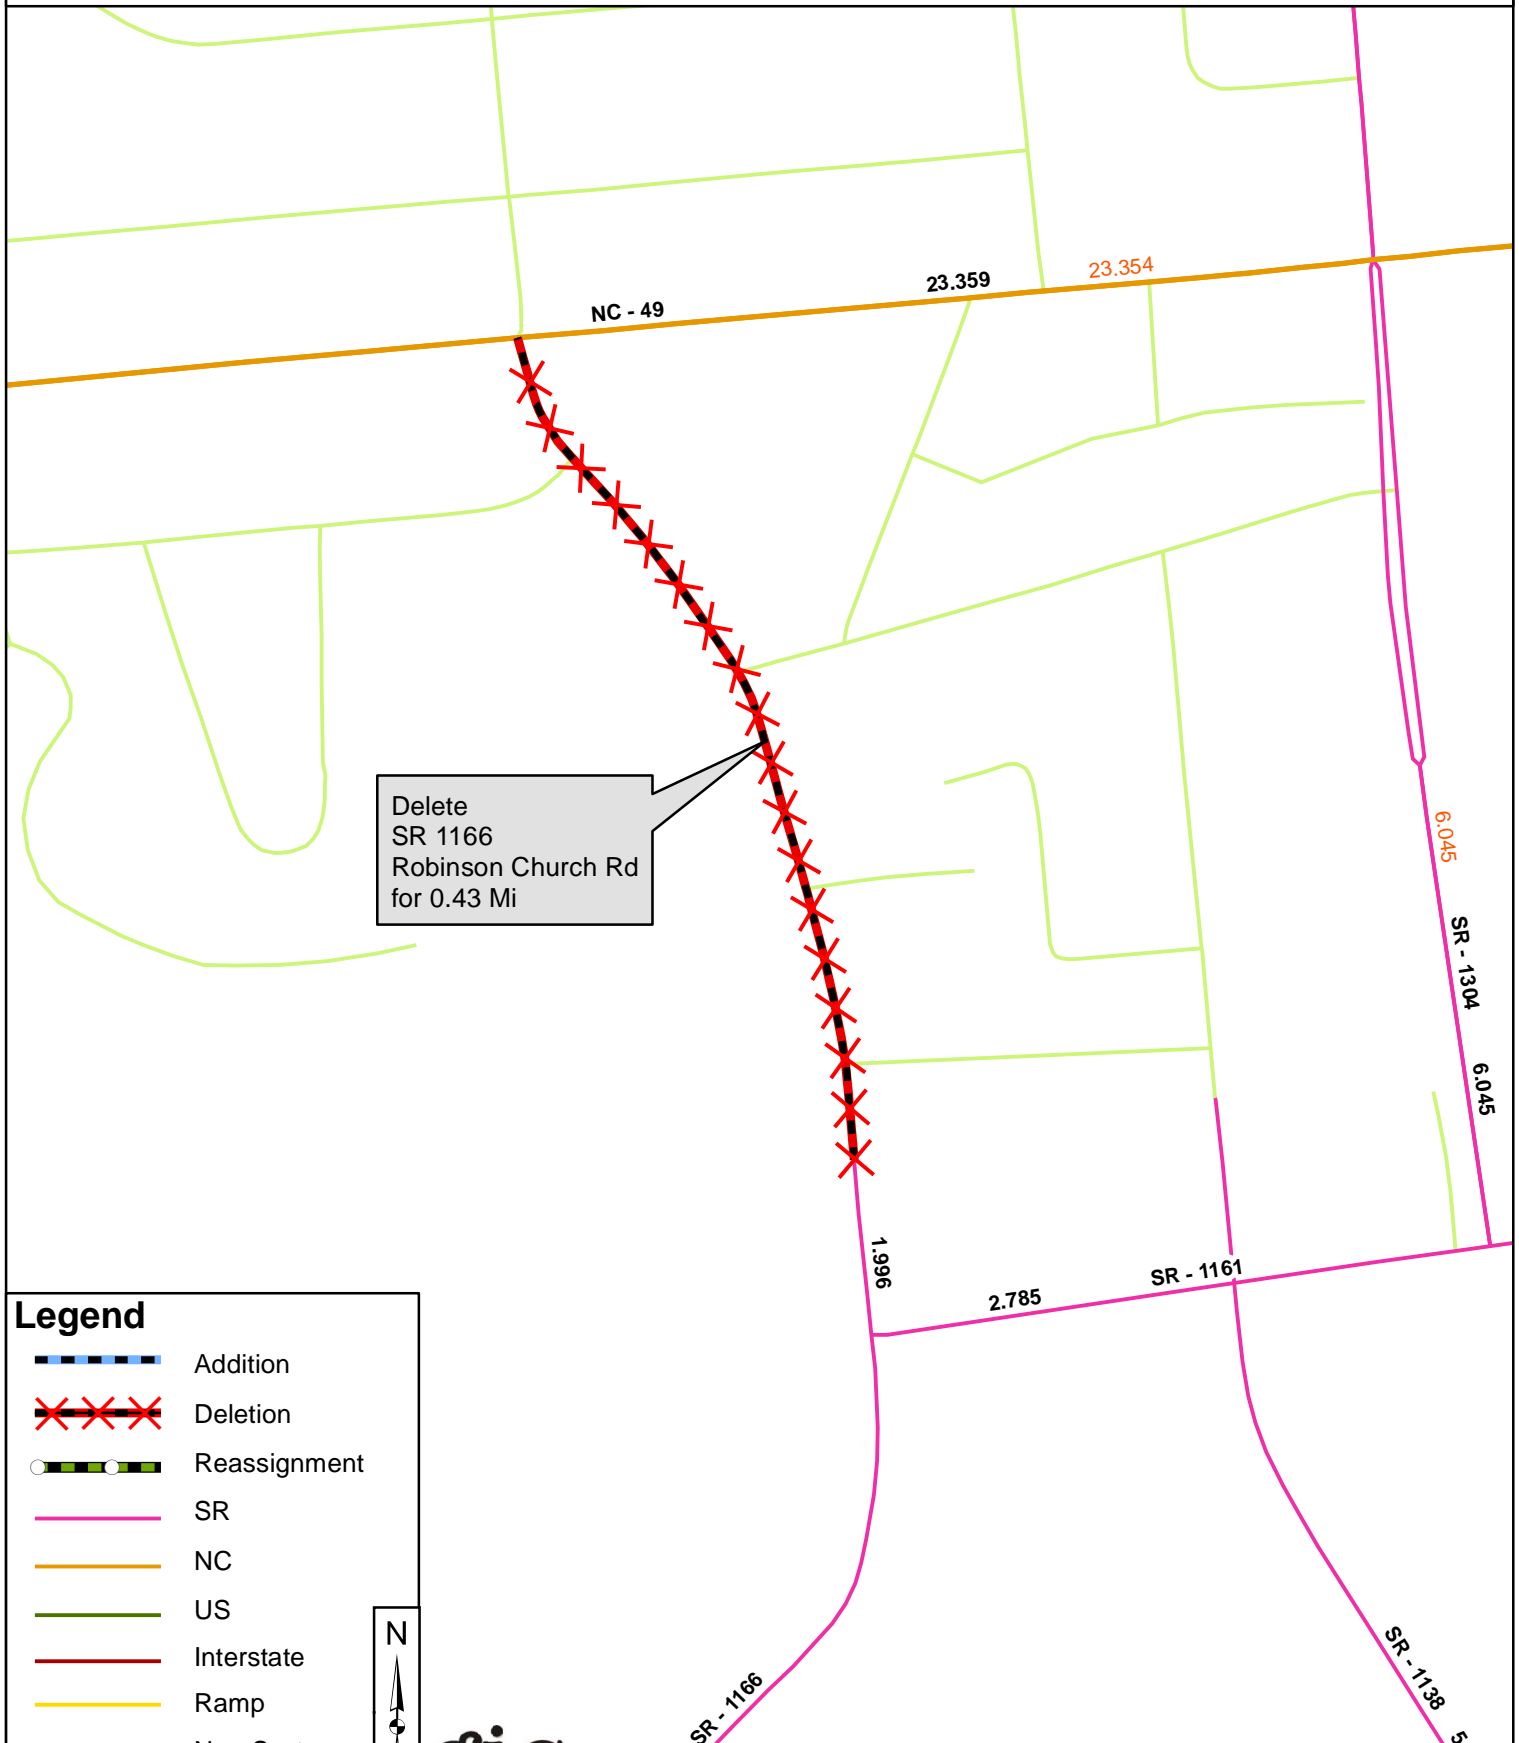 23.354
23.359
NC - 49
Delete
SR 1166
Robinson Church Rd
for 0.43 Mi
6.045
SR - 1304
6.045
1.996
SR - 1161
2.785
Legend
Addition
Deletion
Reassignment
SR
NC
US
Interstate
Ramp
N
SR - 1166
SR - 1138